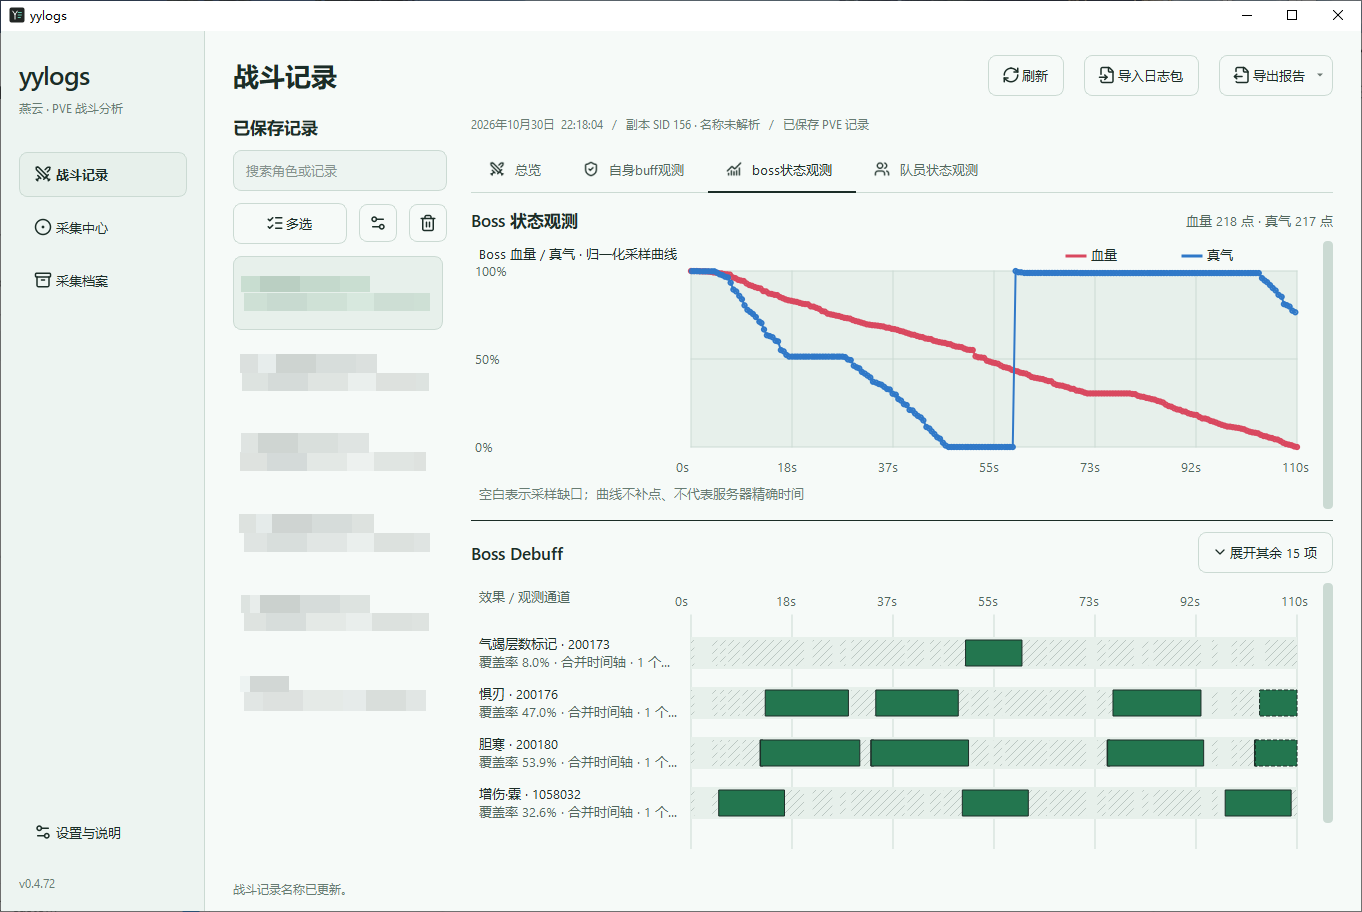 yylogs
yylogs
燕云 · PVE 战斗分析
战斗记录
采集中心
采集档案
设置与说明
v0.4.72
战斗记录
刷新
导入日志包
导出报告
已保存记录
搜索角色或记录
多选
战斗记录名称已更新。
2026年10月30日 22:18:04 / 副本 SID 156 · 名称未解析 / 已保存 PVE 记录
总览
自身buff观测
boss状态观测
队员状态观测
Boss 状态观测
血量 218 点 · 真气 217 点
Boss 血量 / 真气 · 归一化采样曲线
血量
真气
100%
50%
0%
0s 18s 37s 55s 73s 92s 110s
空白表示采样缺口；曲线不补点、不代表服务器精确时间
Boss Debuff
展开其余 15 项
效果 / 观测通道
0s 18s 37s 55s 73s 92s 110s
气竭层数标记 · 200173
覆盖率 8.0% · 合并时间轴 · 1 个...
惧刃 · 200176
覆盖率 47.0% · 合并时间轴 · 1 个...
胆寒 · 200180
覆盖率 53.9% · 合并时间轴 · 1 个...
增伤·霖 · 1058032
覆盖率 32.6% · 合并时间轴 · 1 个...